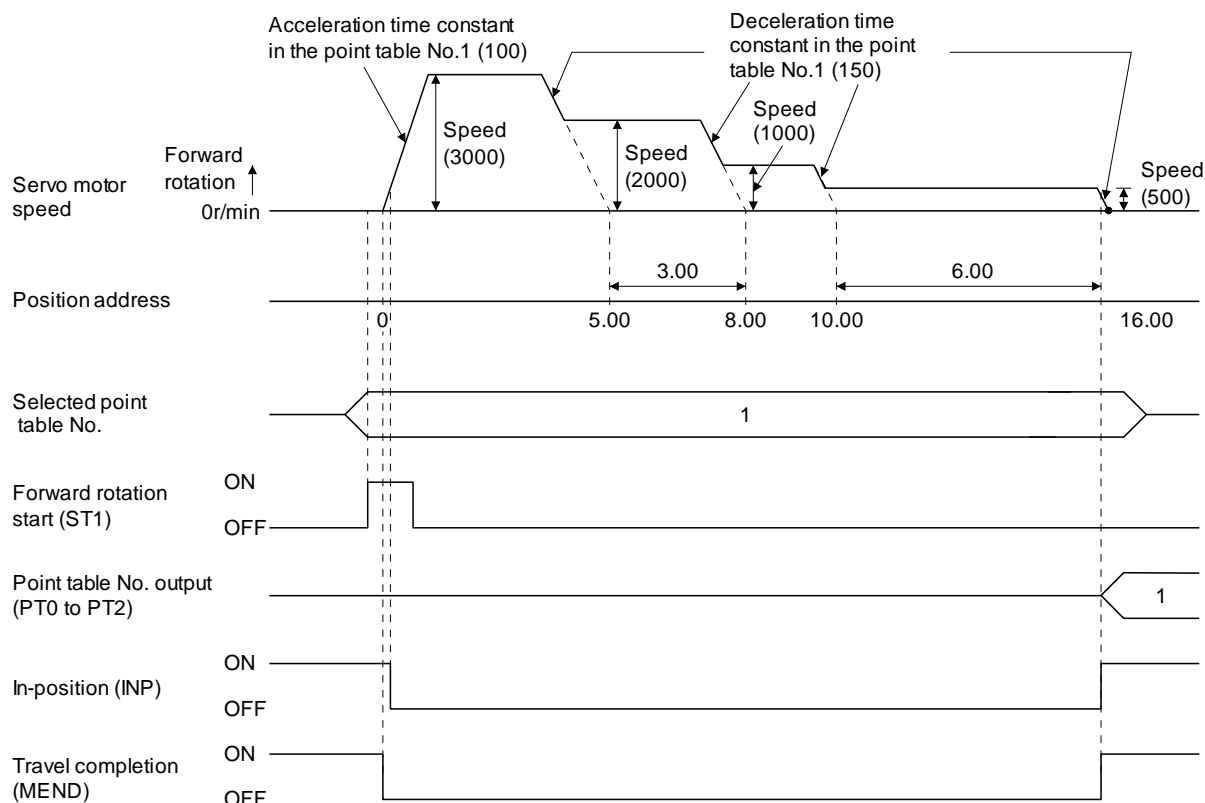 Acceleration time constant
in the point table No.1 (100)
Deceleration time
constant in the point
table No.1 (150)
Speed
(3000)
Speed
(2000)
Speed
(1000)
Speed
(500)
Forward
rotation
Servo motor
speed
0r/min
3.00
6.00
Position address
0
5.00
8.00
10.00
16.00
Selected point
table No.
1
Forward rotation
start (ST1)
ON
OFF
Point table No. output
(PT0 to PT2)
1
In-position (INP)
ON
OFF
Travel completion
(MEND)
ON
OFF